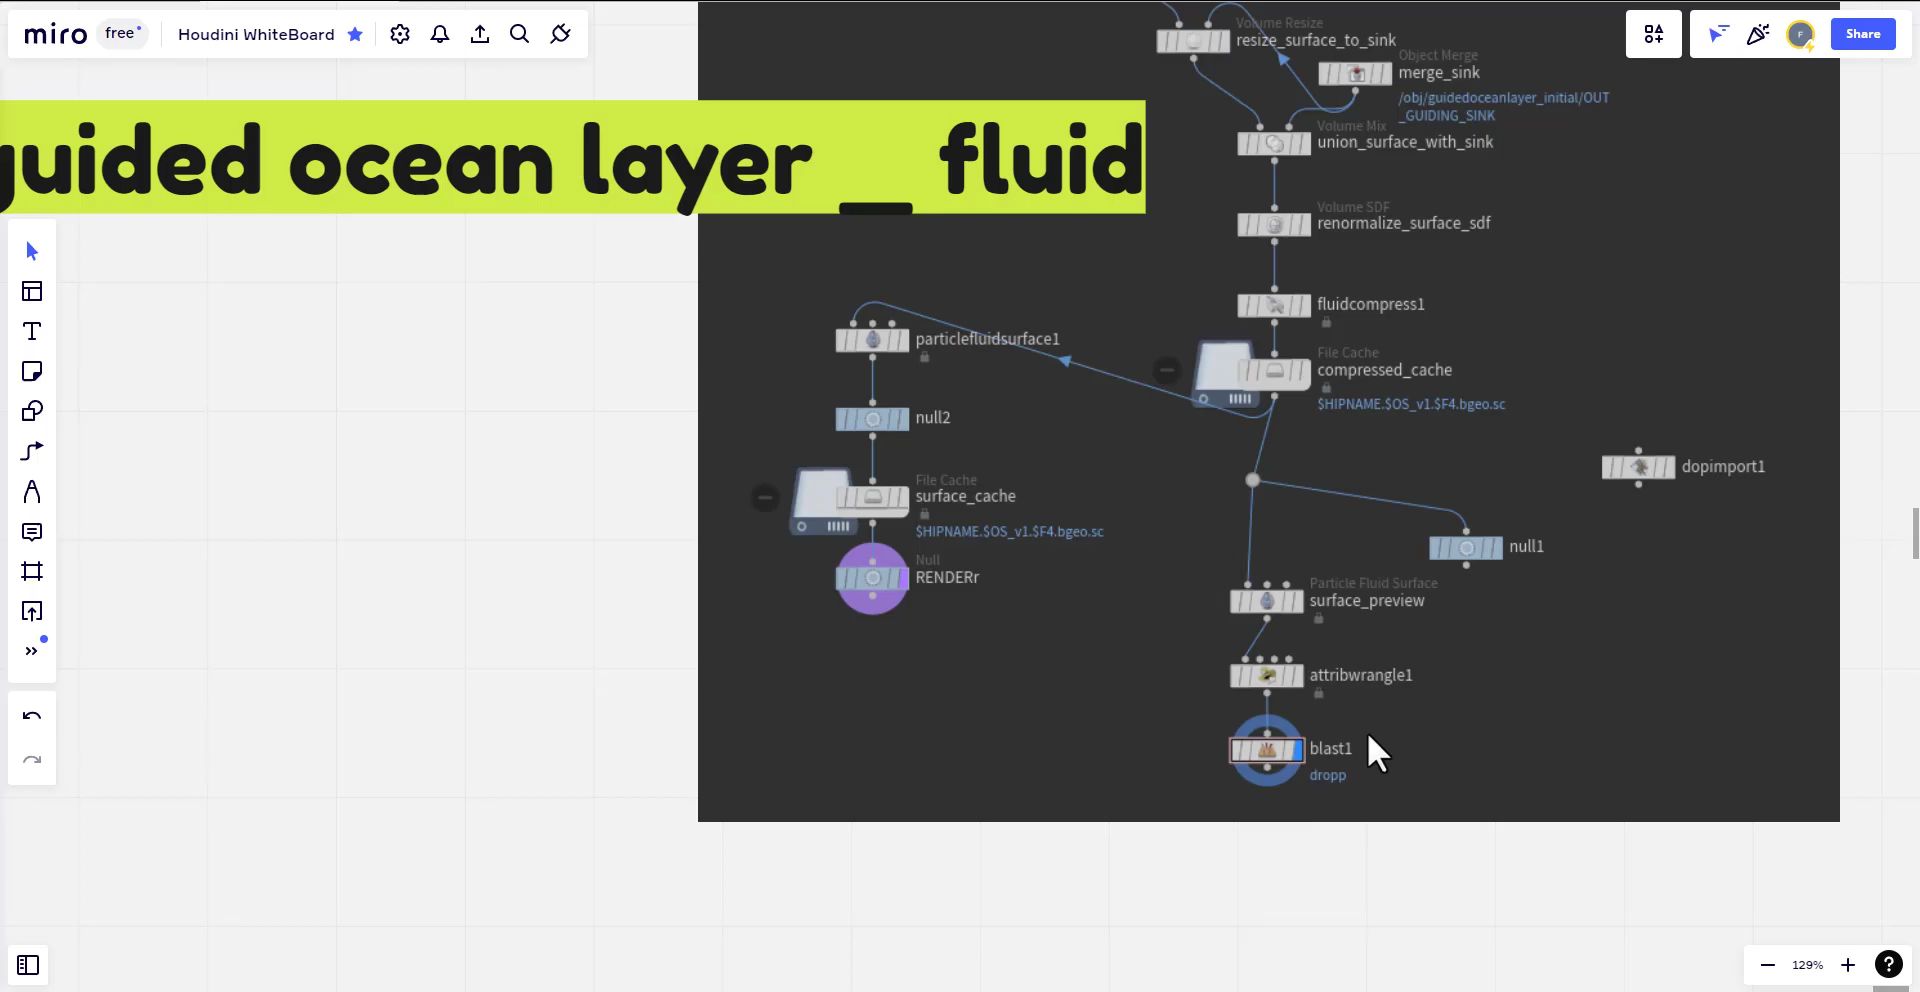 miro
free
Houdini WhiteBoard
Share
F
Volume Resize
resize_surface_to_sink
Object Merge
merge_sink
/obj/guidedoceanlayer_initial/OUT
_GUIDING_SINK
Volume Mix
union_surface_with_sink
guided ocean layer _ fluid
Volume SDF
renormalize_surface_sdf
fluidcompress1
particlefluidsurface1
File Cache
compressed_cache
$HIPNAME.$OS_v1.$F4.bgeo.sc
null2
dopimport1
File Cache
surface_cache
$HIPNAME.$OS_v1.$F4.bgeo.sc
null1
Null
RENDERr
Particle Fluid Surface
surface_preview
attribwrangle1
blast1
dropp
129%
?